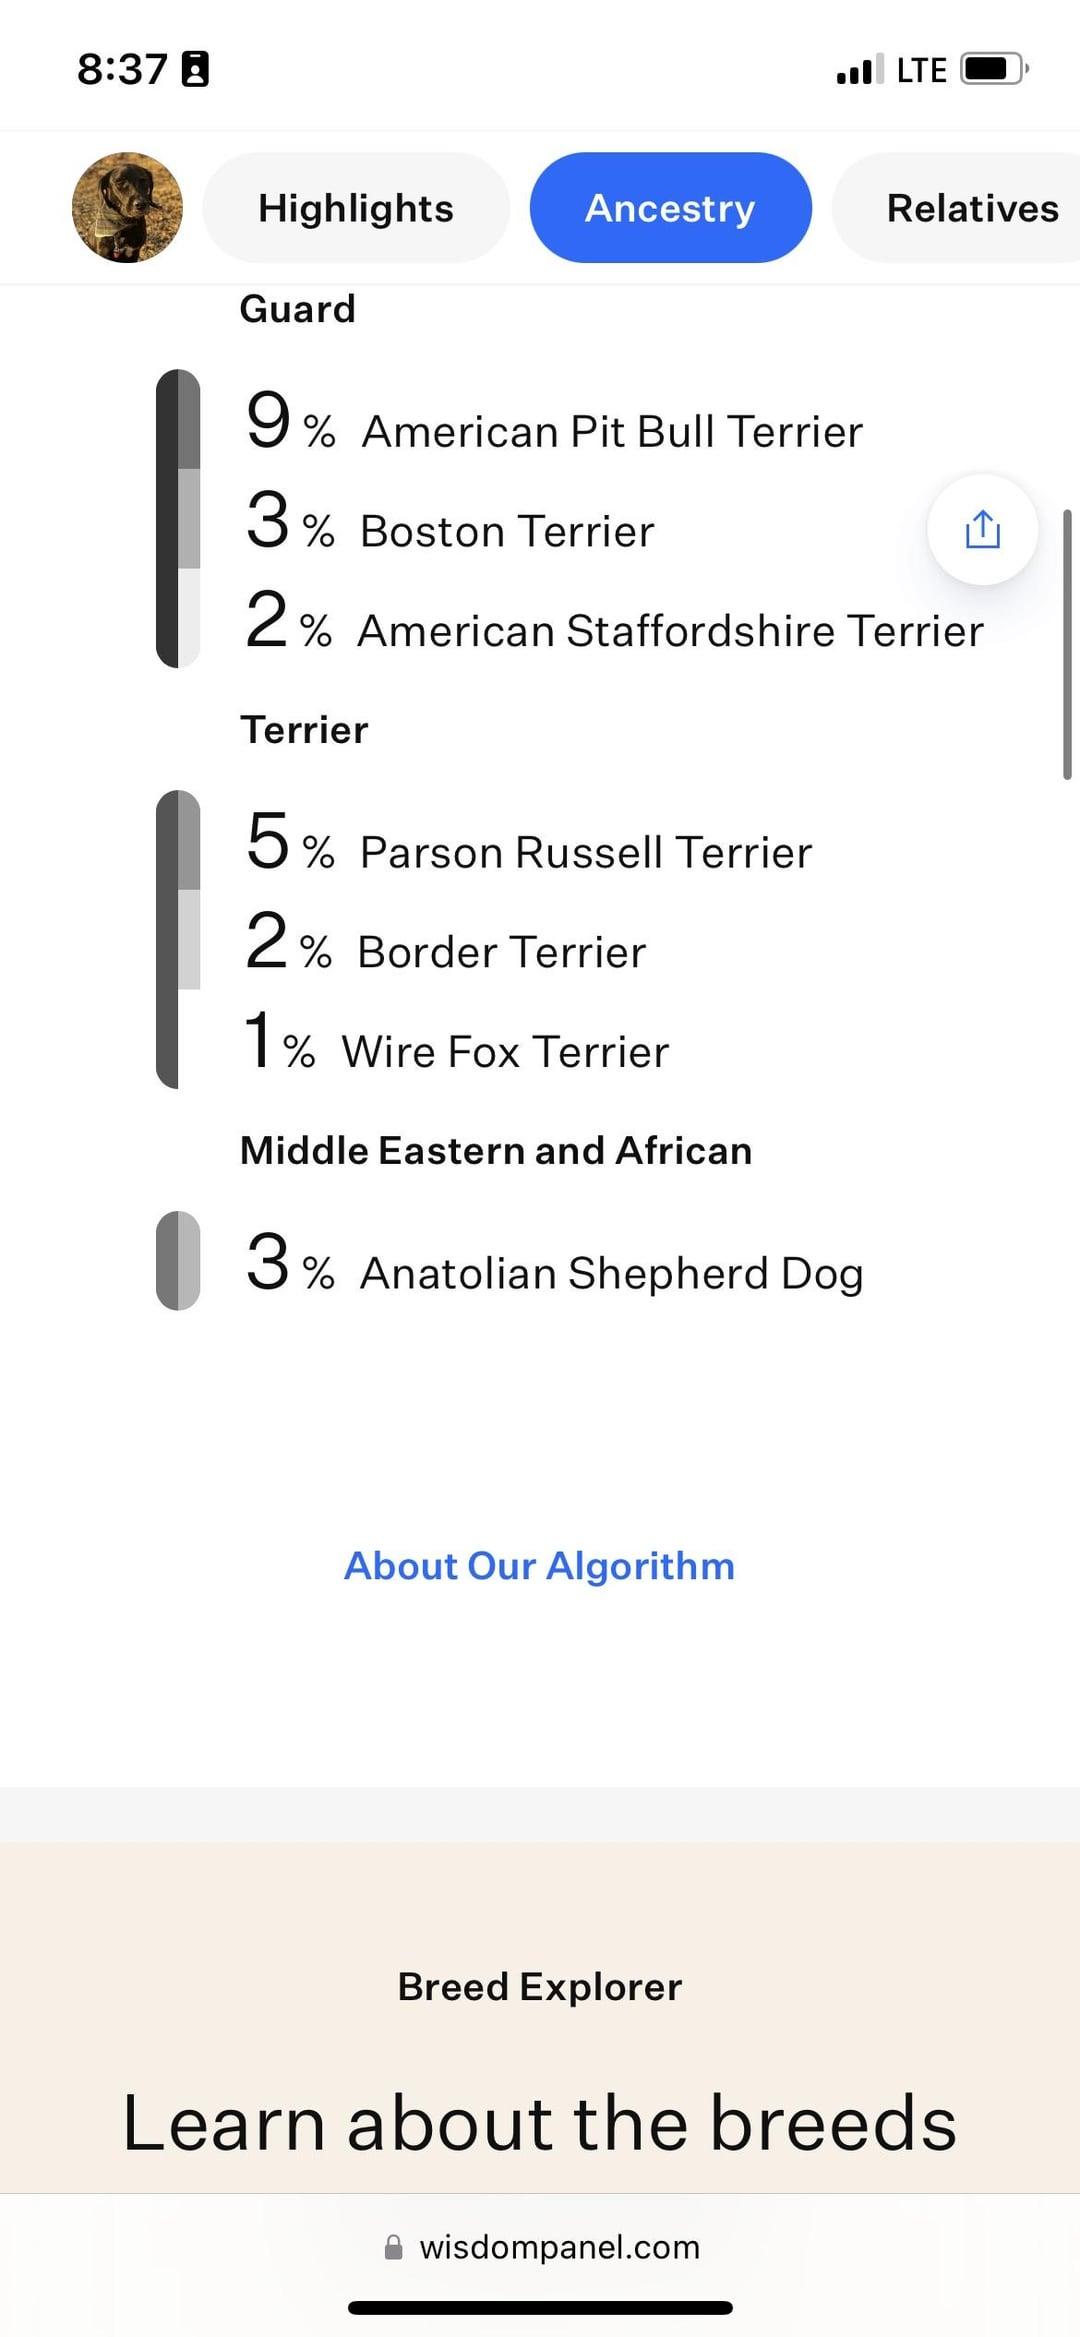 8:37
LTE
Highlights
Ancestry
Relatives
Guard
9 % American Pit Bull Terrier
3 % Boston Terrier
2 % American Staffordshire Terrier
Terrier
5 % Parson Russell Terrier
2 % Border Terrier
1 % Wire Fox Terrier
Middle Eastern and African
3 % Anatolian Shepherd Dog
About Our Algorithm
Breed Explorer
Learn about the breeds
wisdompanel.com